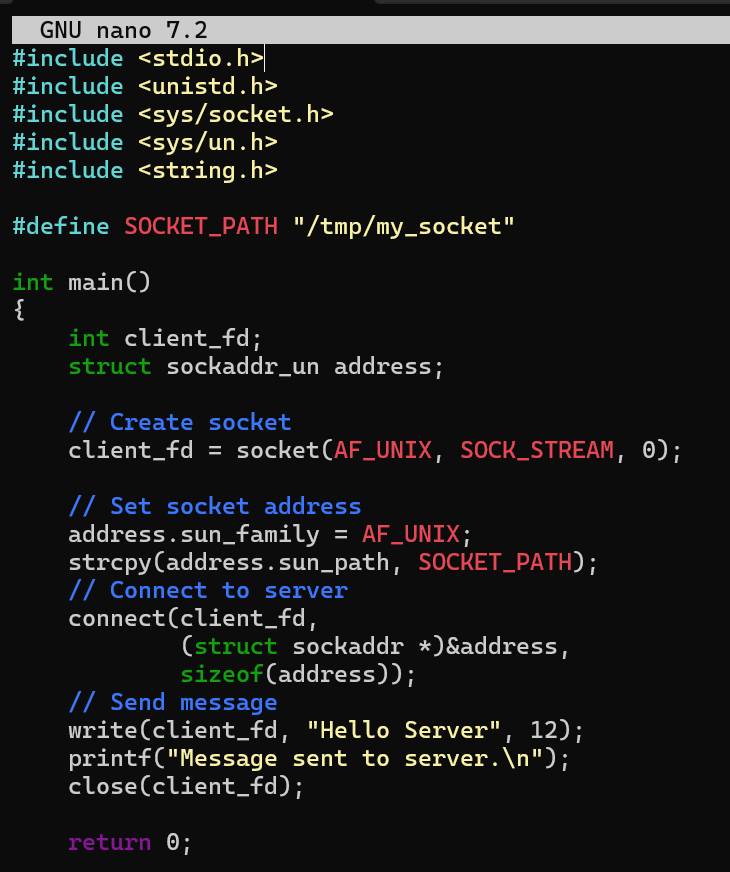 GNU nano 7.2
#include <stdio.h>
#include <unistd.h>
#include <sys/socket.h>
#include <sys/un.h>
#include <string.h>

#define SOCKET_PATH "/tmp/my_socket"

int main()
{
    int client_fd;
    struct sockaddr_un address;

    // Create socket
    client_fd = socket(AF_UNIX, SOCK_STREAM, 0);

    // Set socket address
    address.sun_family = AF_UNIX;
    strcpy(address.sun_path, SOCKET_PATH);
    // Connect to server
    connect(client_fd,
            (struct sockaddr *)&address,
            sizeof(address));
    // Send message
    write(client_fd, "Hello Server", 12);
    printf("Message sent to server.\n");
    close(client_fd);

    return 0;